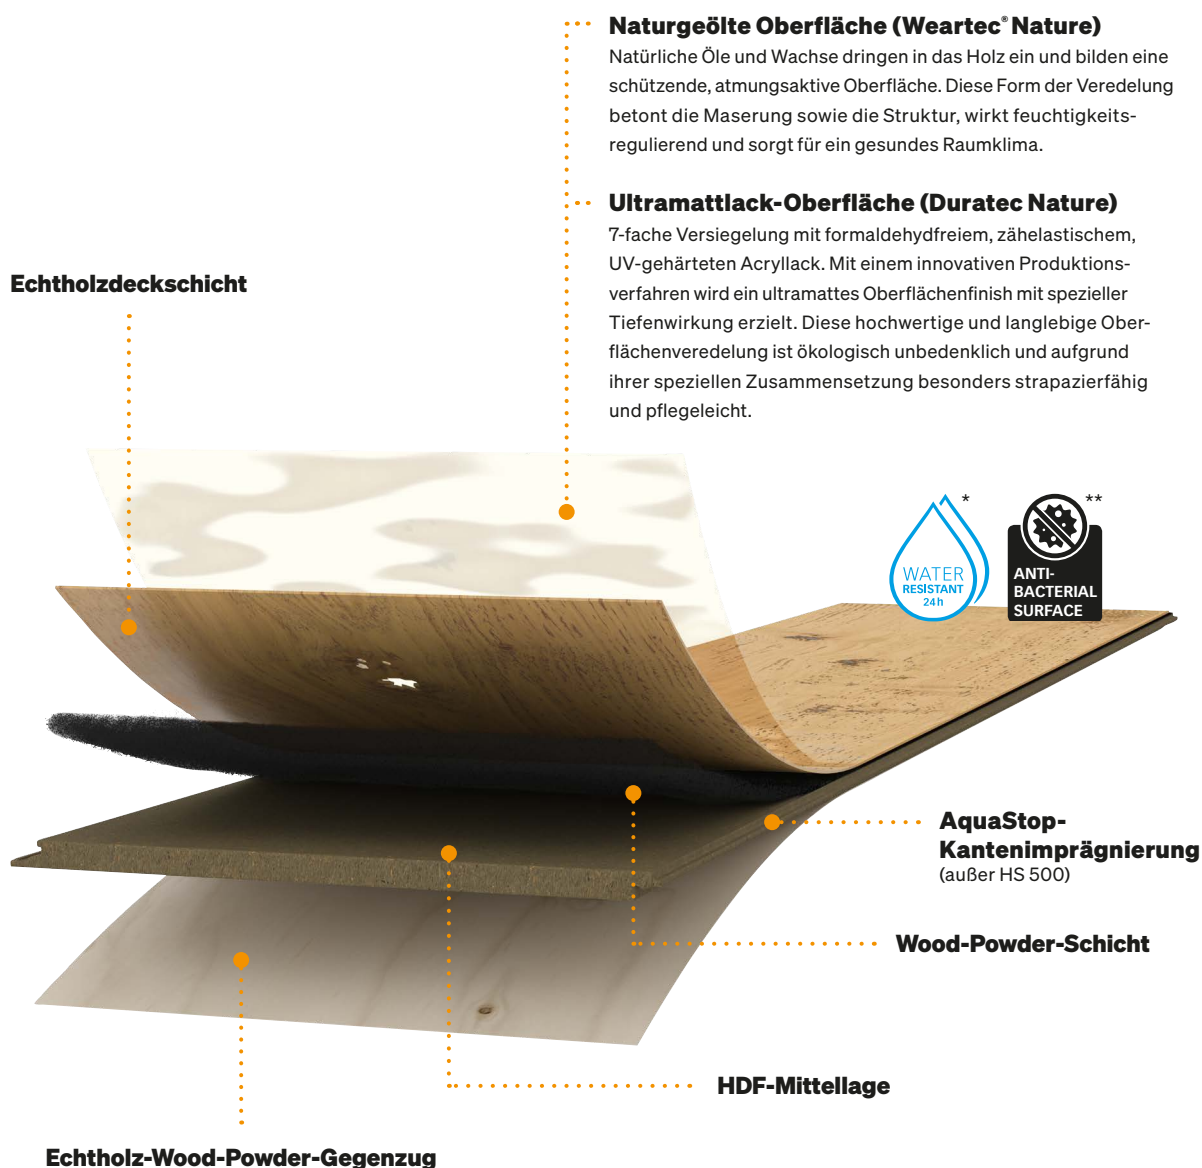 Naturgeölte Oberfläche (Weartec® Nature)
Natürliche Öle und Wachse dringen in das Holz ein und bilden eine
schützende, atmungsaktive Oberfläche. Diese Form der Veredelung
betont die Maserung sowie die Struktur, wirkt feuchtigkeits-
regulierend und sorgt für ein gesundes Raumklima.
Ultramattlack-Oberfläche (Duratec Nature)
7-fache Versiegelung mit formaldehydfreiem, zähelastischem,
UV-gehärteten Acryllack. Mit einem innovativen Produktions-
verfahren wird ein ultramattes Oberflächenfinish mit spezieller
Tiefenwirkung erzielt. Diese hochwertige und langlebige Ober-
flächenveredelung ist ökologisch unbedenklich und aufgrund
ihrer speziellen Zusammensetzung besonders strapazierfähig
und pflegeleicht.
Echtholzdeckschicht
*
WATER
RESISTANT
24h
**
ANTI-
BACTERIAL
SURFACE
AquaStop-
Kantenimprägnierung
(außer HS 500)
Wood-Powder-Schicht
HDF-Mittellage
Echtholz-Wood-Powder-Gegenzug